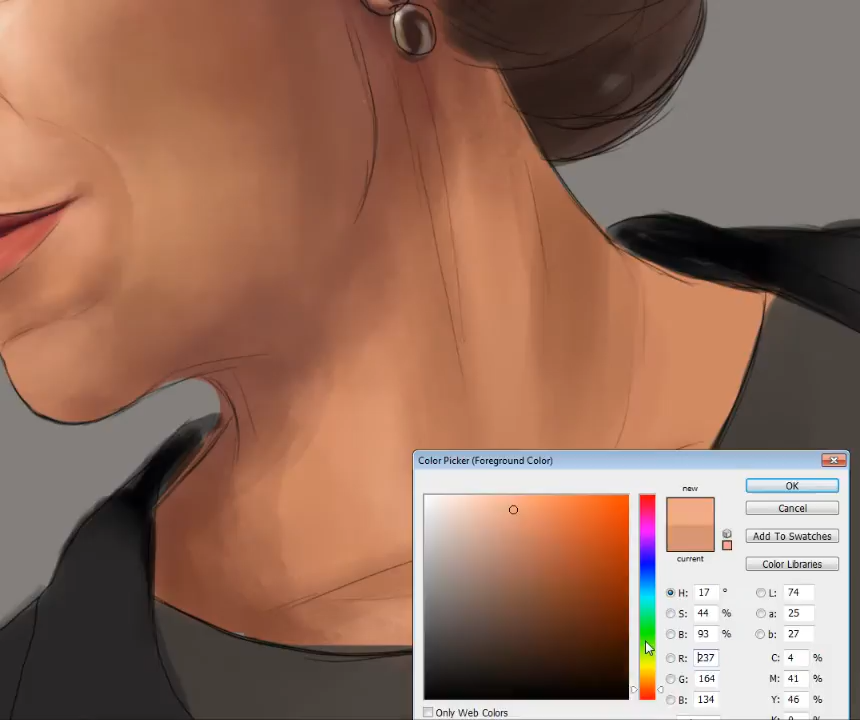 Color Picker (Foreground Color)
new
current
OK
Cancel
Add To Swatches
Color Libraries
H: 17 ° L: 74
S: 44 % a: 25
B: 93 % b: 27
R: 237 C: 4 %
G: 164 M: 41 %
B: 134 Y: 46 %
Only Web Colors